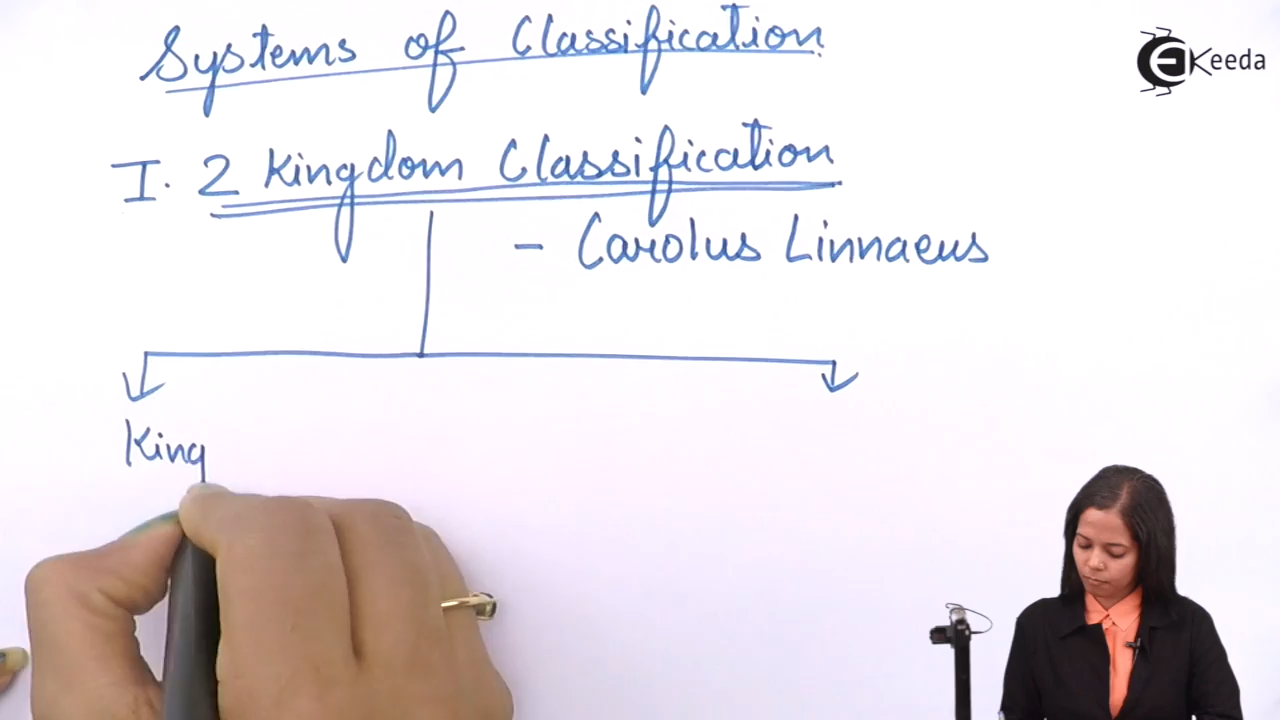 Systems of Classification
EKeeda
I. 2 Kingdom Classification
- Carolus Linnaeus
King